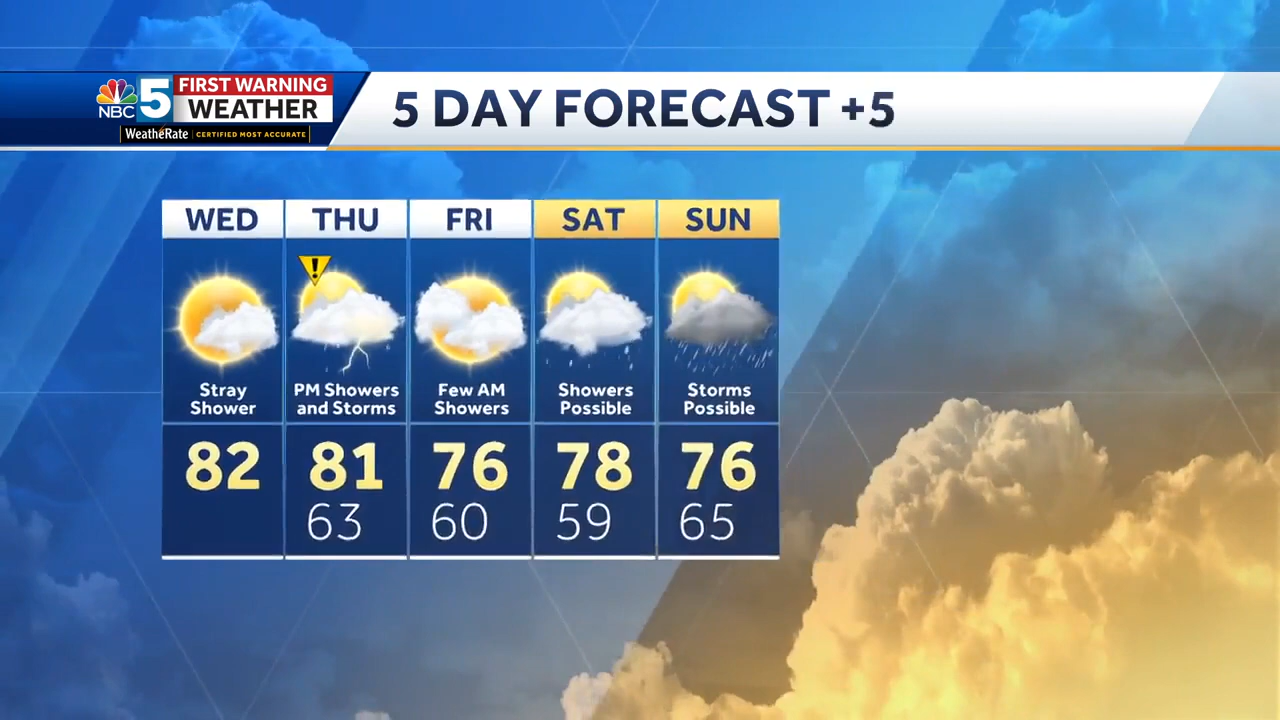 NBC 5 FIRST WARNING
WEATHER
WeatheRate CERTIFIED MOST ACCURATE
5 DAY FORECAST +5
WED THU FRI SAT SUN
!
Stray
Shower
PM Showers
and Storms
Few AM
Showers
Showers
Possible
Storms
Possible
82 81 76 78 76
63 60 59 65